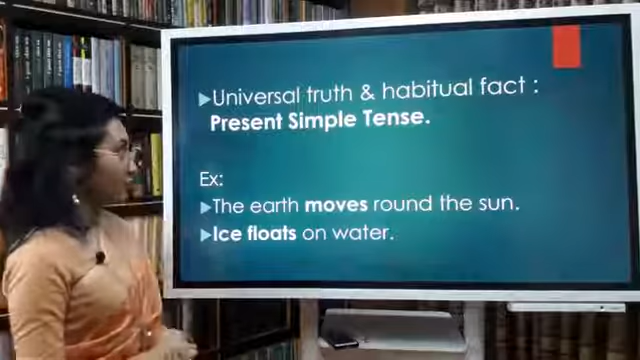 Universal truth & habitual fact :
Present Simple Tense.
Ex:
The earth moves round the sun.
Ice floats on water.